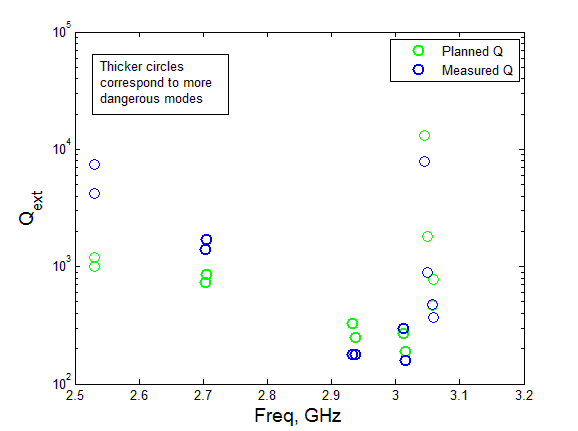 10^5
10^4
10^3
10^2
Q_ext
Thicker circles
correspond to more
dangerous modes
Planned Q
Measured Q
2.5 2.6 2.7 2.8 2.9 3 3.1 3.2
Freq, GHz